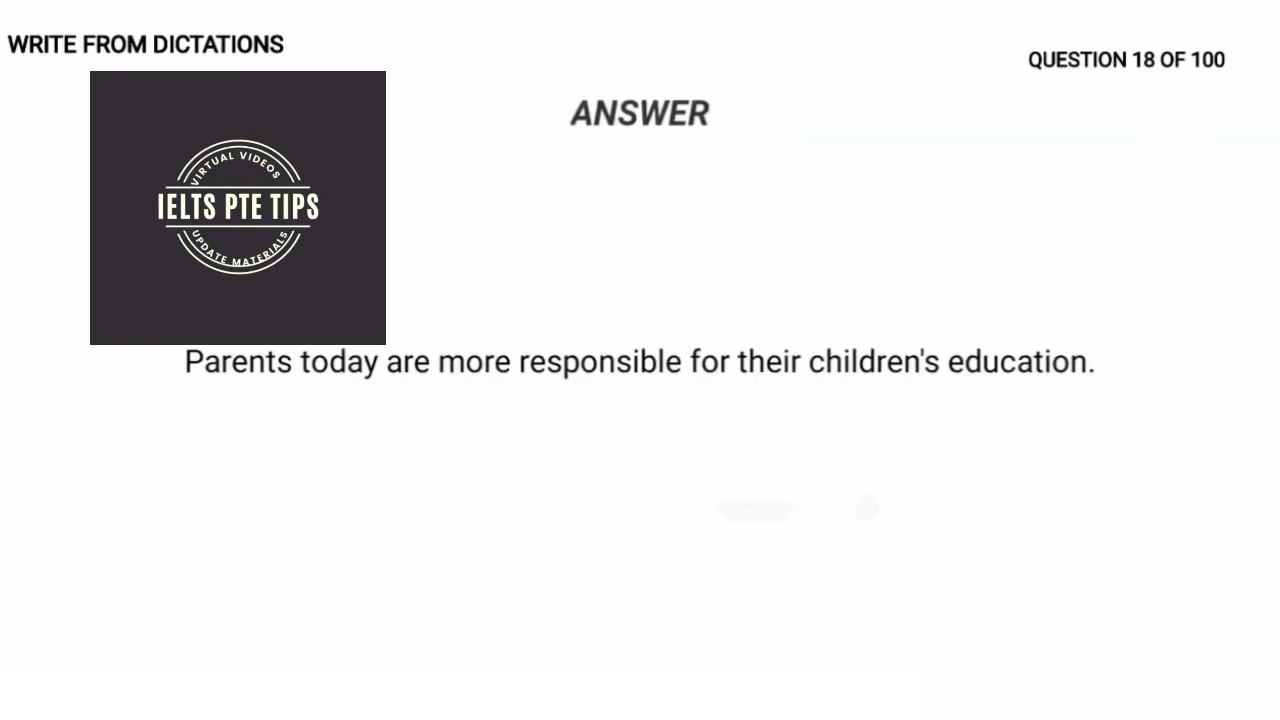 WRITE FROM DICTATIONS
QUESTION 18 OF 100
ANSWER
VIRTUAL VIDEOS
IELTS PTE TIPS
UPDATE MATERIALS
Parents today are more responsible for their children's education.